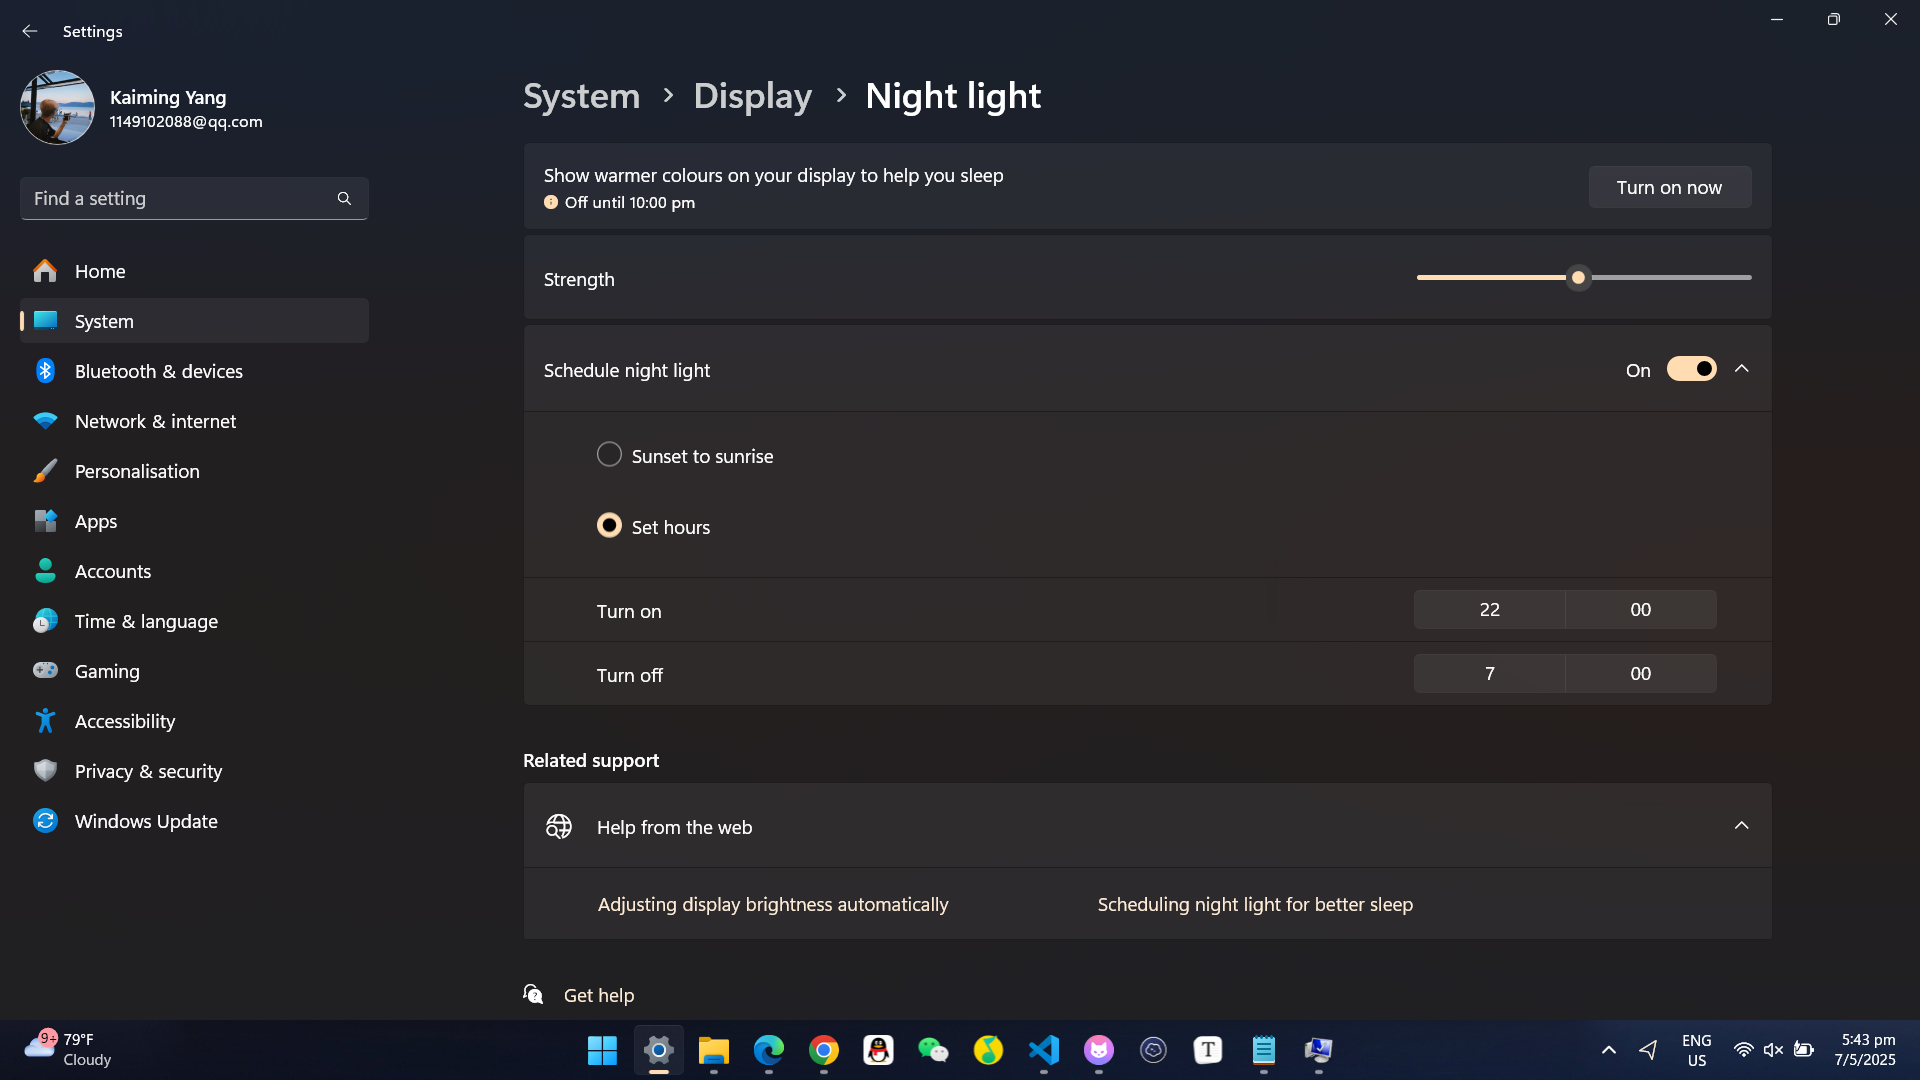 Settings
Kaiming Yang
1149102088@qq.com
Find a setting
Home
System
Bluetooth & devices
Network & internet
Personalisation
Apps
Accounts
Time & language
Gaming
Accessibility
Privacy & security
Windows Update
System > Display > Night light
Show warmer colours on your display to help you sleep
Off until 10:00 pm
Turn on now
Strength
Schedule night light
On
Sunset to sunrise
Set hours
Turn on
22 00
Turn off
7 00
Related support
Help from the web
Adjusting display brightness automatically
Scheduling night light for better sleep
Get help
9+
79°F
Cloudy
T
ENG
US
5:43 pm
7/5/2025